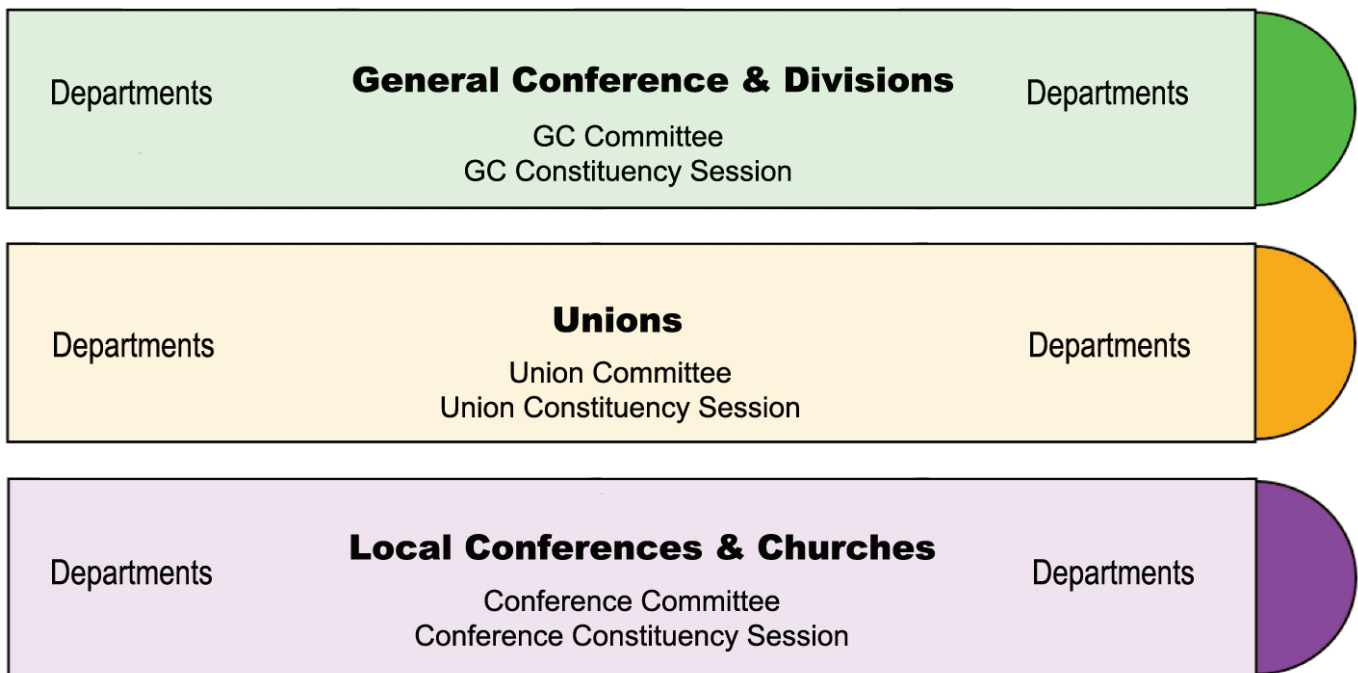 Departments
General Conference & Divisions
Departments
GC Committee
GC Constituency Session
Departments
Unions
Departments
Union Committee
Union Constituency Session
Departments
Local Conferences & Churches
Departments
Conference Committee
Conference Constituency Session